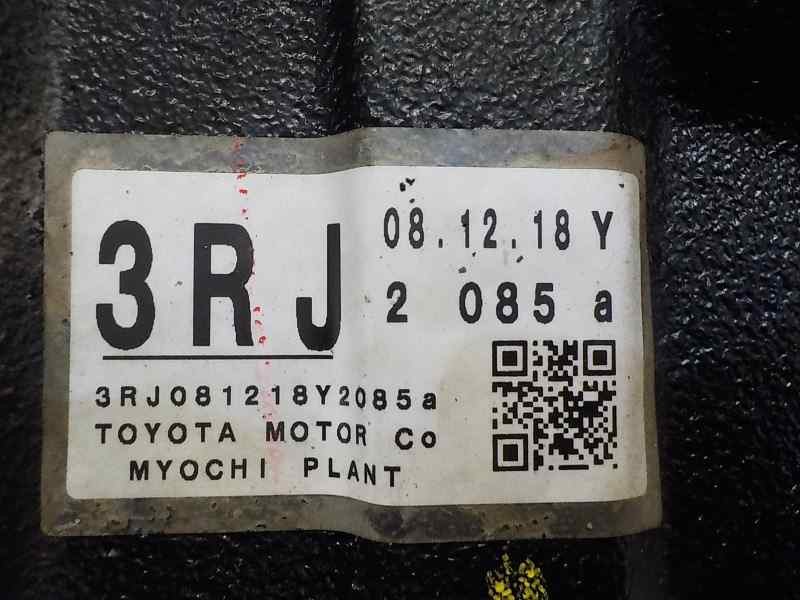 3RJ
08.12.18 Y
2 085 a
3RJ081218Y2085a
TOYOTA MOTOR Co
MYOCHI PLANT